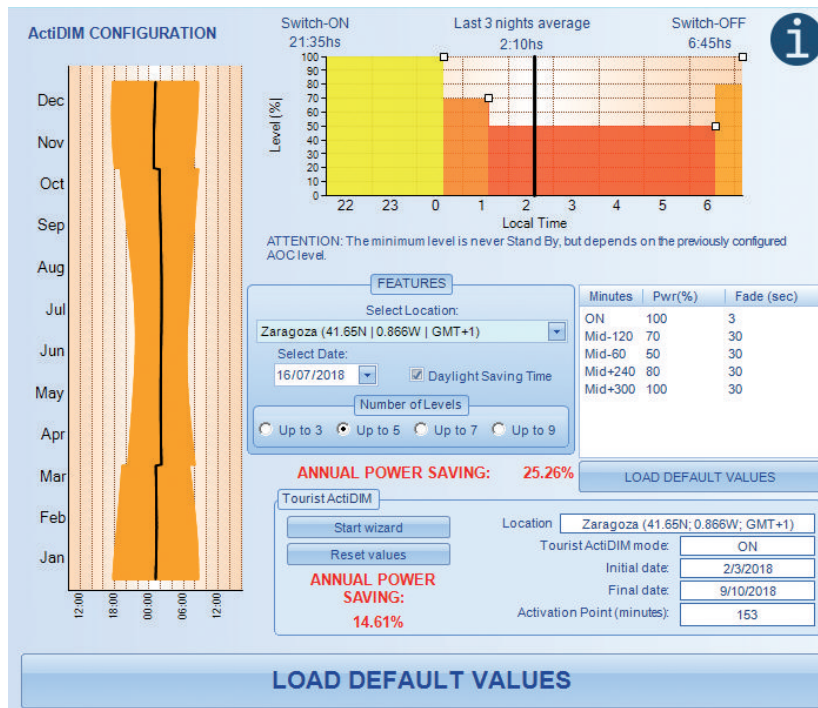 ActiDIM CONFIGURATION
Switch-ON
21:35hs
Last 3 nights average
2:10hs
Switch-OFF
6:45hs
i
Dec
Nov
Oct
Sep
Aug
Jul
Jun
May
Apr
Mar
Feb
Jan
12:00 18:00 00:00 06:00 12:00
Level (%)
100
90
80
70
60
50
40
30
20
10
0
22 23 0 1 2 3 4 5 6
Local Time
ATTENTION: The minimum level is never Stand By, but depends on the previously configured
AOC level.
FEATURES
Select Location:
Zaragoza (41.65N | 0.866W | GMT+1)
Select Date:
16/07/2018
Daylight Saving Time
Number of Levels
Up to 3 Up to 5 Up to 7 Up to 9
Minutes Pwr(%) Fade (sec)
ON 100 3
Mid-120 70 30
Mid-60 50 30
Mid+240 80 30
Mid+300 100 30
ANNUAL POWER SAVING: 25.26%
LOAD DEFAULT VALUES
Tourist ActiDIM
Start wizard
Reset values
ANNUAL POWER
SAVING:
14.61%
Location Zaragoza (41.65N; 0.866W; GMT+1)
Tourist ActiDIM mode: ON
Initial date: 2/3/2018
Final date: 9/10/2018
Activation Point (minutes): 153
LOAD DEFAULT VALUES